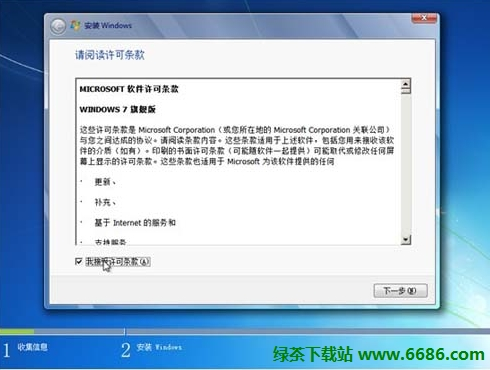 安装 Windows
请阅读许可条款
MICROSOFT 软件许可条款
WINDOWS 7 旗舰版
这些许可条款是 Microsoft Corporation（或您所在地的 Microsoft Corporation 关联公司）
与您之间达成的协议。请阅读条款内容。这些条款适用于上述软件，包括您用来接收该软
件的介质（如有）。印刷的书面许可条款（可能随软件一起提供）可能取代或修改任何屏
幕上显示的许可条款。这些条款也适用于 Microsoft 为该软件提供的任何
· 更新、
· 补充、
· 基于 Internet 的服务和
· 支持服务
我接受许可条款(A)
下一步(N)
1 收集信息
2 安装 Windows
绿茶下载站 www.6686.com